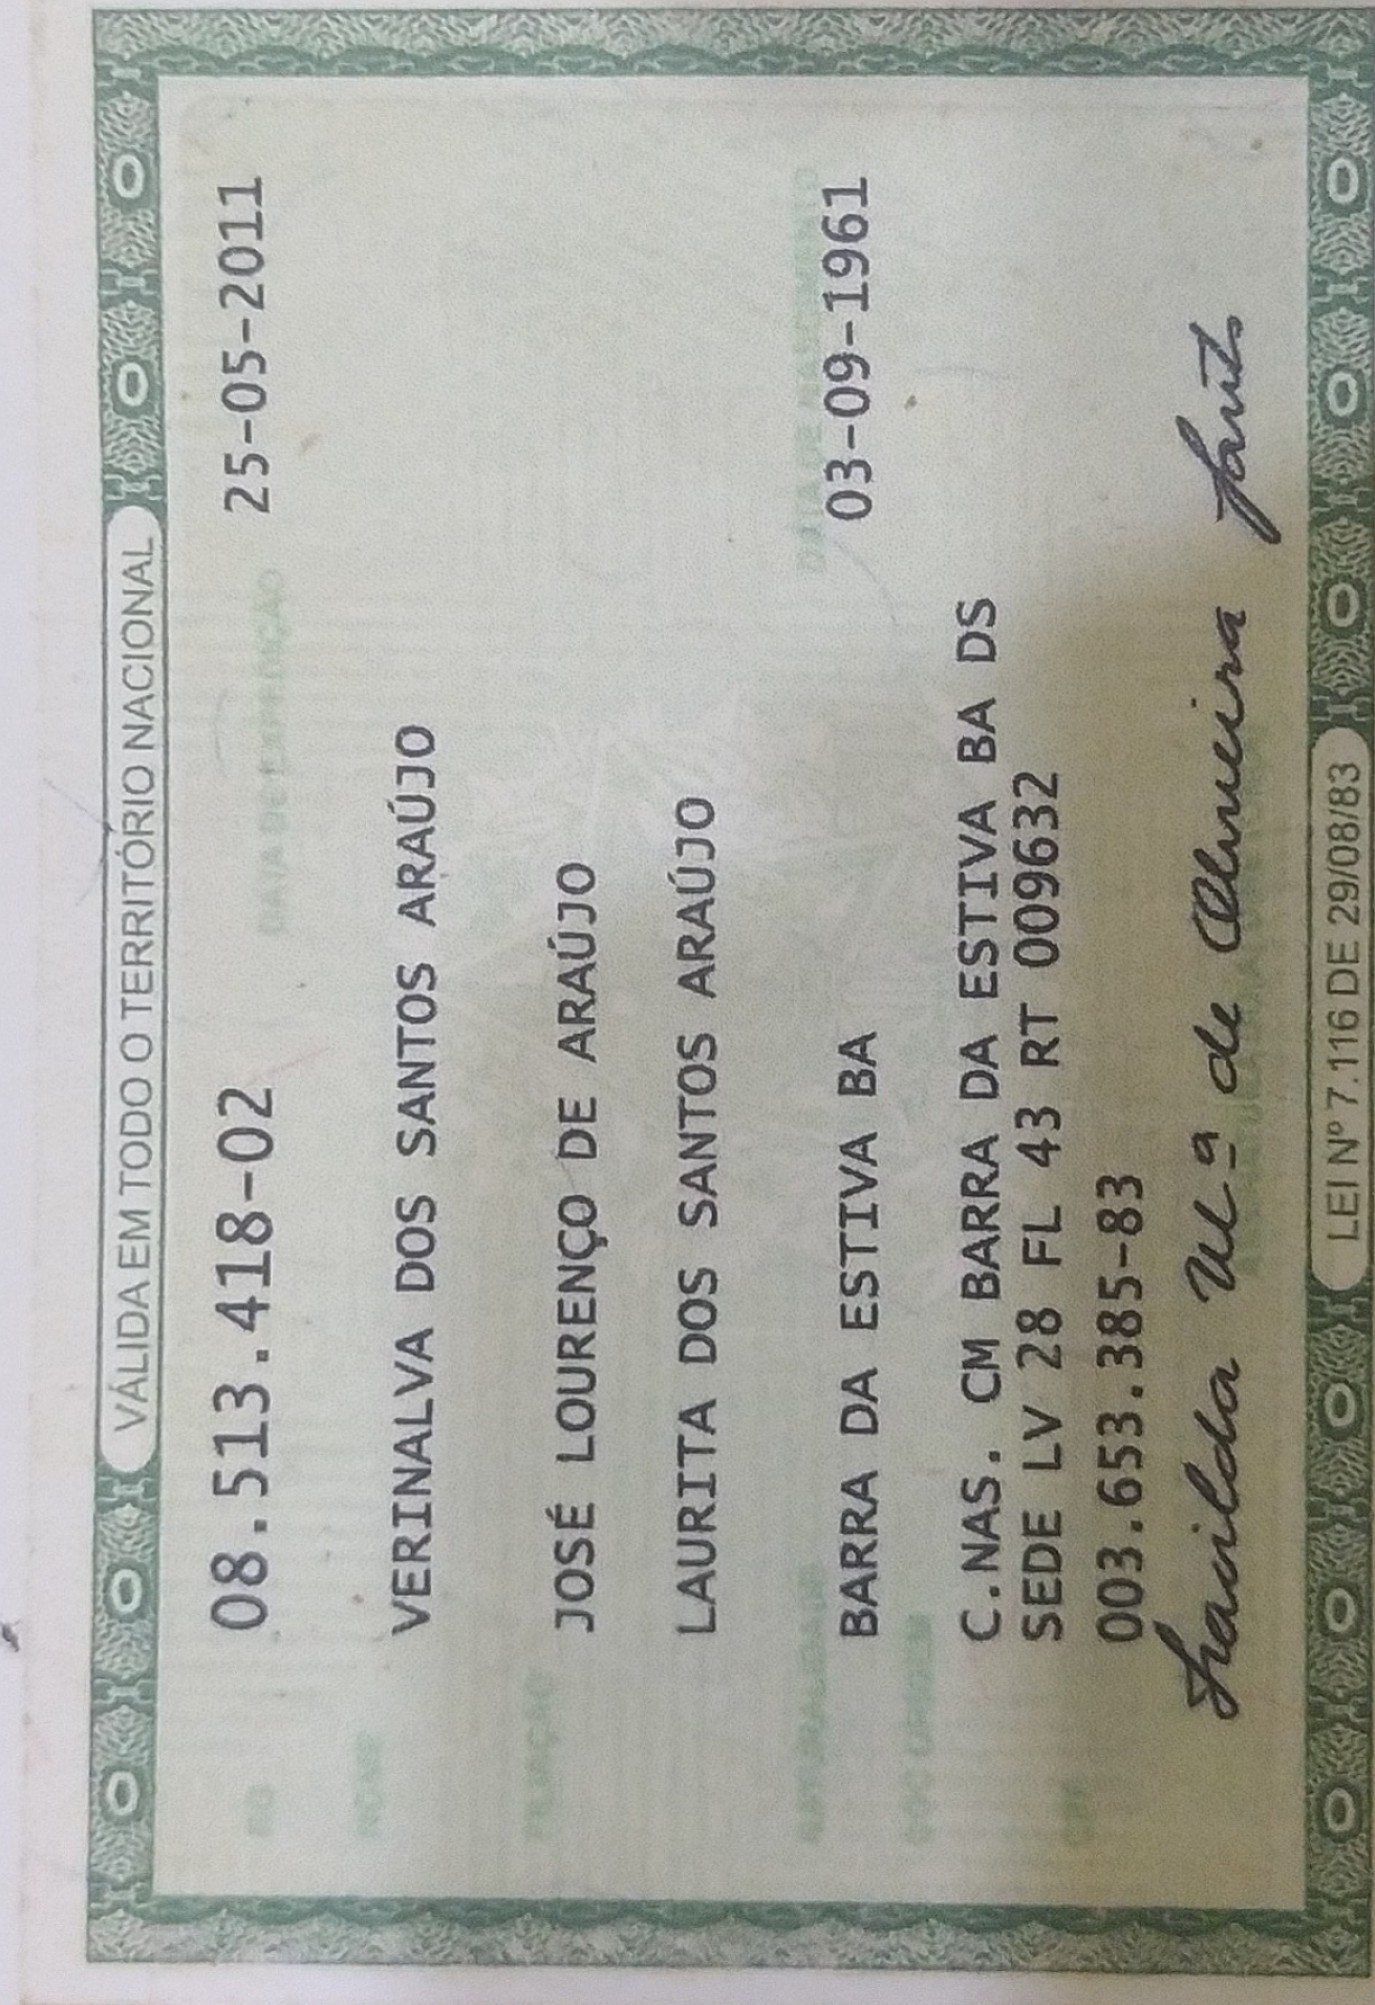 VÁLIDA EM TODO O TERRITÓRIO NACIONAL
RG 08.513.418-02 DATA DE EXPEDIÇÃO 25-05-2011
NOME
VERINALVA DOS SANTOS ARAÚJO
FILIAÇÃO
JOSÉ LOURENÇO DE ARAÚJO
LAURITA DOS SANTOS ARAÚJO
NATURALIDADE DATA DE NASCIMENTO
BARRA DA ESTIVA BA 03-09-1961
DOC ORIGEM
C.NAS. CM BARRA DA ESTIVA BA DS
SEDE LV 28 FL 43 RT 009632
CPF
003.653.385-83
Iracilda Mª de Oliveira Santo
LEI Nº 7.116 DE 29/08/83